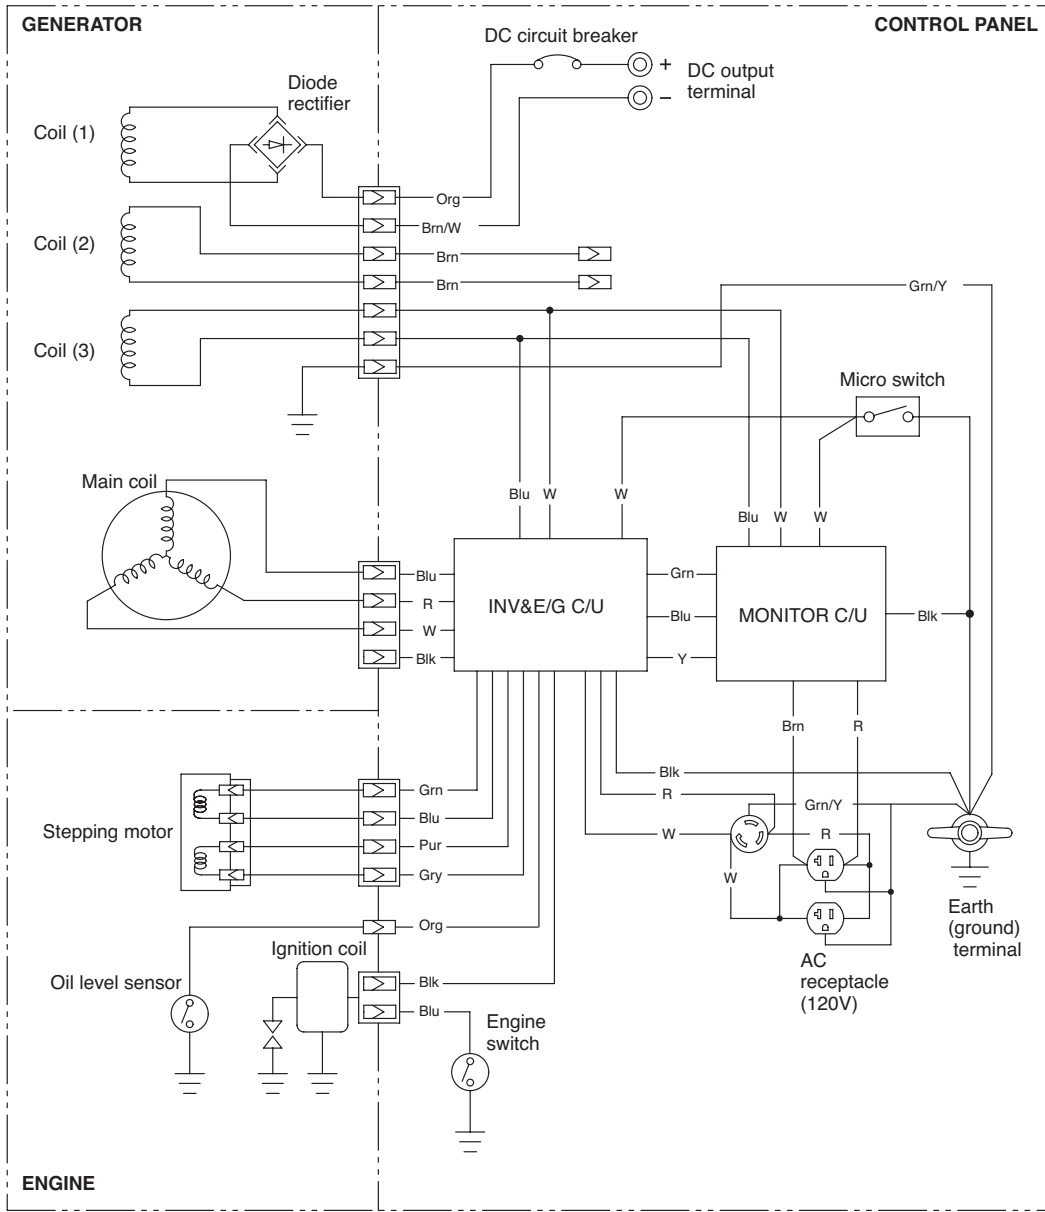 GENERATOR
CONTROL PANEL
DC circuit breaker
+
DC output
terminal
−
Diode
rectifier
Coil (1)
Org
Brn/W
Coil (2)
Brn
Brn
Grn/Y
Coil (3)
Micro switch
Main coil
Blu
W
W
Blu
W
W
Blu
R
W
Blk
INV&E/G C/U
Grn
Blu
Y
MONITOR C/U
Blk
Brn
R
Blk
R
Grn/Y
W
R
W
Stepping motor
Grn
Blu
Pur
Gry
Org
Earth
(ground)
terminal
AC
receptacle
(120V)
Oil level sensor
Ignition coil
Blk
Blu
Engine
switch
ENGINE